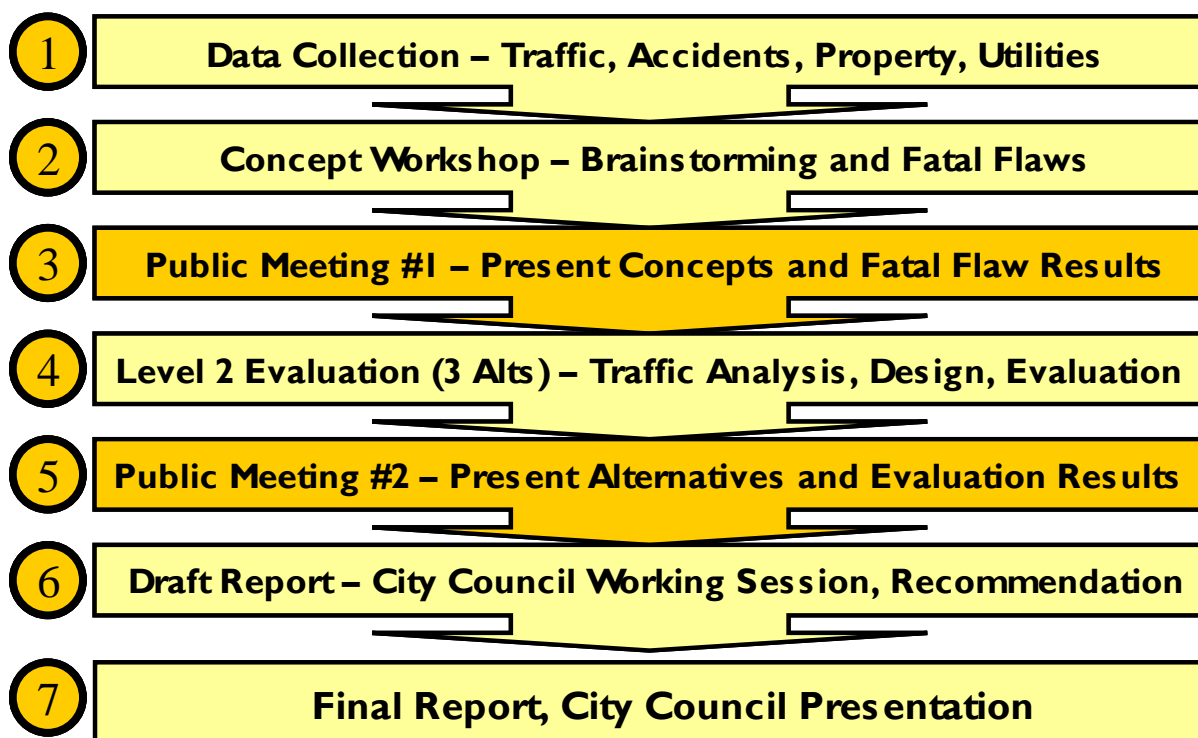 1 Data Collection – Traffic, Accidents, Property, Utilities
2 Concept Workshop – Brainstorming and Fatal Flaws
3 Public Meeting #1 – Present Concepts and Fatal Flaw Results
4 Level 2 Evaluation (3 Alts) – Traffic Analysis, Design, Evaluation
5 Public Meeting #2 – Present Alternatives and Evaluation Results
6 Draft Report – City Council Working Session, Recommendation
7 Final Report, City Council Presentation